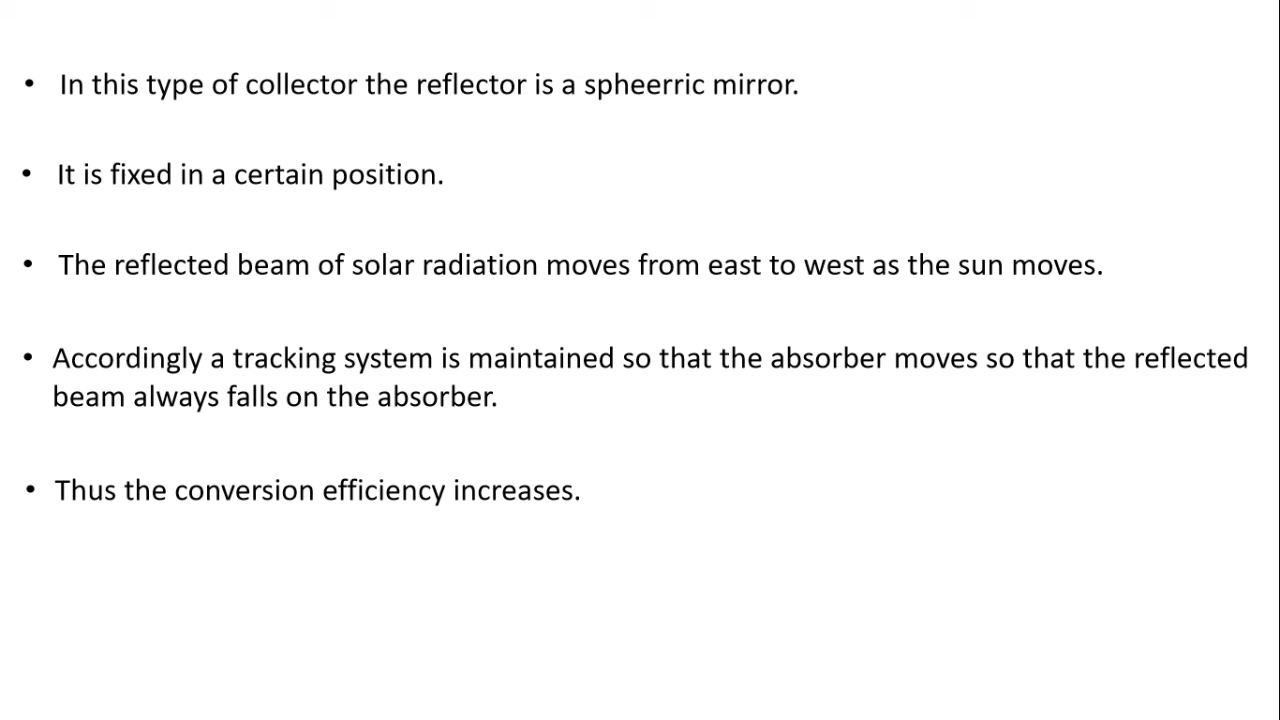 • In this type of collector the reflector is a spheerric mirror.
• It is fixed in a certain position.
• The reflected beam of solar radiation moves from east to west as the sun moves.
• Accordingly a tracking system is maintained so that the absorber moves so that the reflected
beam always falls on the absorber.
• Thus the conversion efficiency increases.